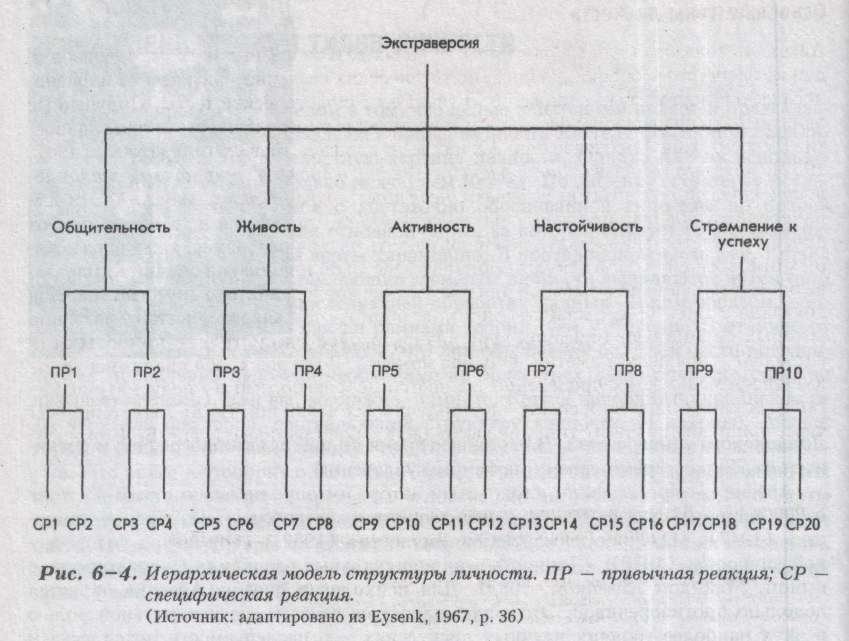 Экстраверсия
Общительность Живость Активность Настойчивость Стремление к
успеху
ПР1 ПР2 ПР3 ПР4 ПР5 ПР6 ПР7 ПР8 ПР9 ПР10
СР1 СР2 СР3 СР4 СР5 СР6 СР7 СР8 СР9 СР10 СР11 СР12 СР13 СР14 СР15 СР16 СР17 СР18 СР19 СР20
Рис. 6–4. Иерархическая модель структуры личности. ПР — привычная реакция; СР —
специфическая реакция.
(Источник: адаптировано из Eysenk, 1967, p. 36)